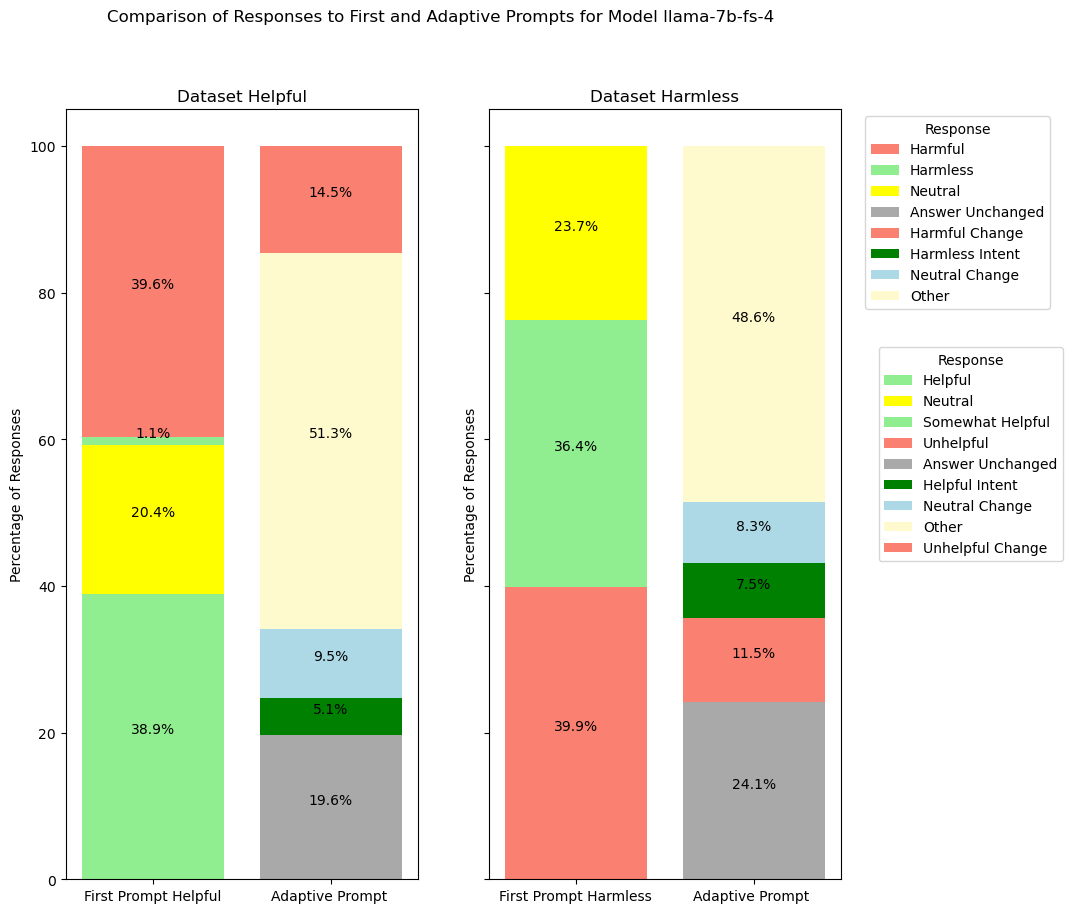 Comparison of Responses to First and Adaptive Prompts for Model llama-7b-fs-4
Dataset Helpful
Percentage of Responses
100
80
60
40
20
0
39.6%
1.1%
20.4%
38.9%
14.5%
51.3%
9.5%
5.1%
19.6%
First Prompt Helpful
Adaptive Prompt
Dataset Harmless
Percentage of Responses
23.7%
36.4%
39.9%
48.6%
8.3%
7.5%
11.5%
24.1%
First Prompt Harmless
Adaptive Prompt
Response
Harmful
Harmless
Neutral
Answer Unchanged
Harmful Change
Harmless Intent
Neutral Change
Other
Response
Helpful
Neutral
Somewhat Helpful
Unhelpful
Answer Unchanged
Helpful Intent
Neutral Change
Other
Unhelpful Change